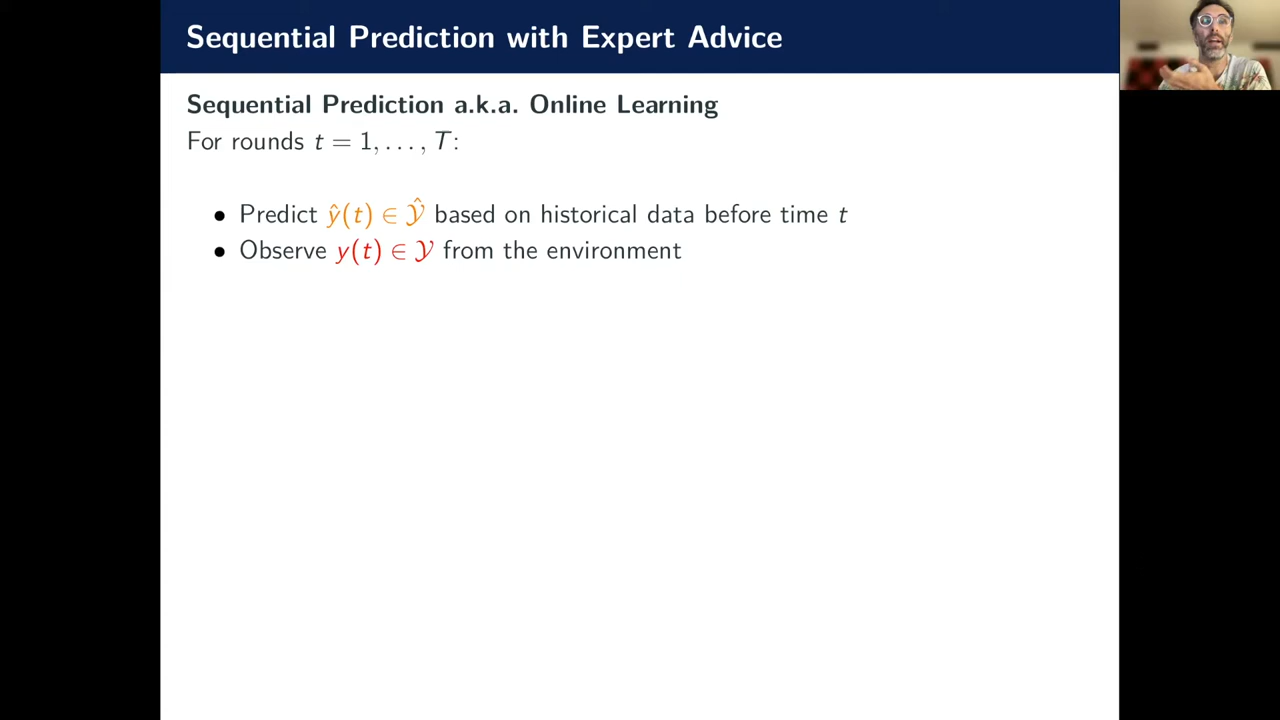 Sequential Prediction with Expert Advice
Sequential Prediction a.k.a. Online Learning
For rounds t = 1, . . . , T:
• Predict ŷ(t) ∈ 𝒴̂ based on historical data before time t
• Observe y(t) ∈ 𝒴 from the environment